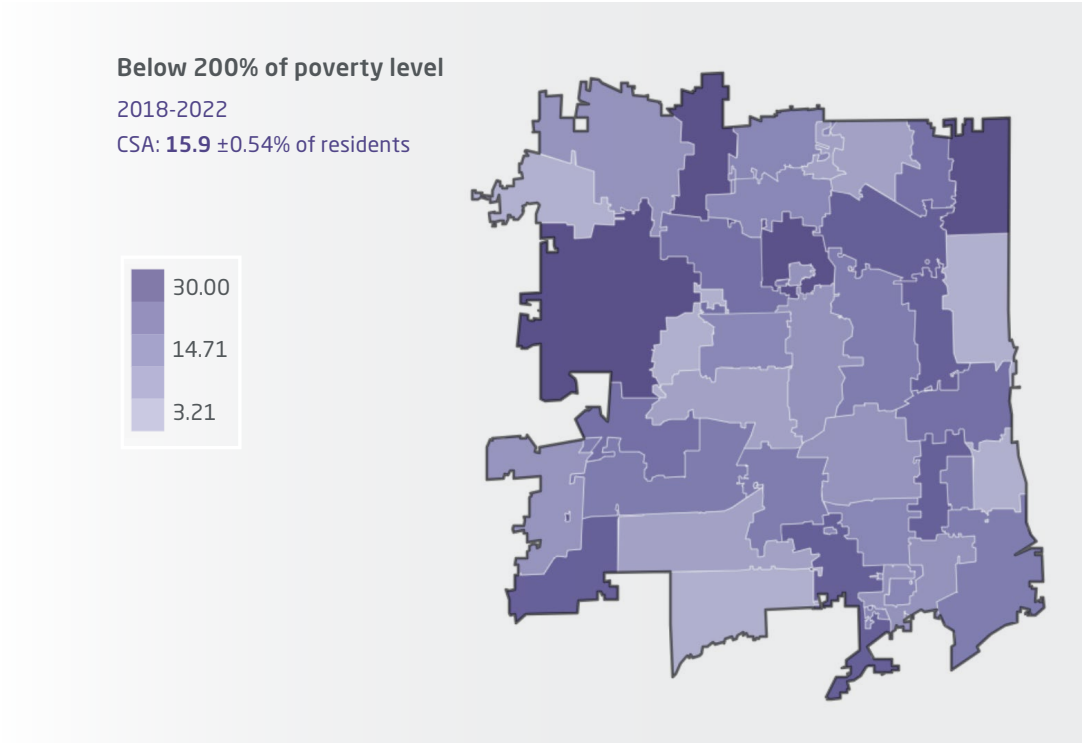 Below 200% of poverty level
2018-2022
CSA: 15.9 ±0.54% of residents
30.00
14.71
3.21